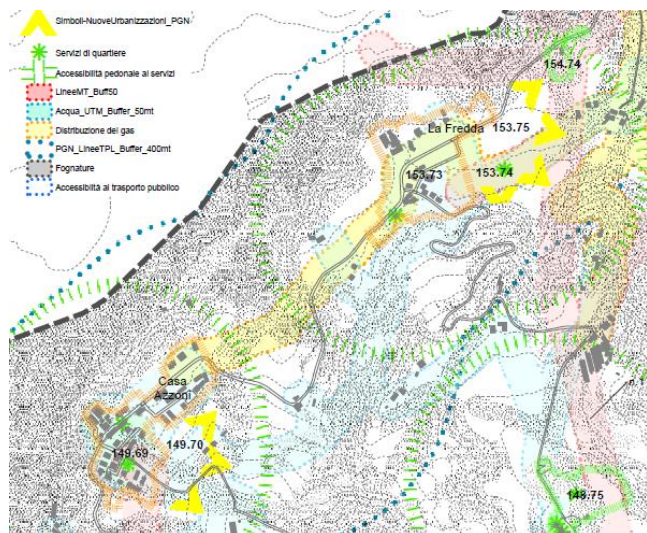 Simboli-NuoveUrbanizzazioni_PGN
Servizi di quartiere
Accessibilità pedonale ai servizi
LineeMT_Buff50
Acqua_UTM_Buffer_50mt
Distribuzione del gas
PGN_LineeTPL_Buffer_400mt
Fognature
Accessibiltà al trasporto pubblico
154.74
La Fredda
153.75
153.73
153.74
Casa
Azzoni
149.70
149.69
148.75